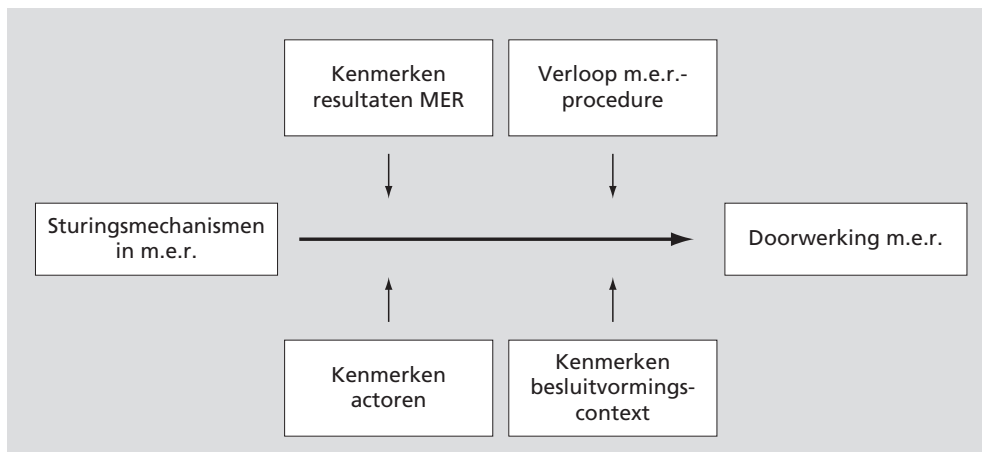 Kenmerken
resultaten MER
Verloop m.e.r.-
procedure
Sturingsmechanismen
in m.e.r.
Doorwerking m.e.r.
Kenmerken
actoren
Kenmerken
besluitvormings-
context